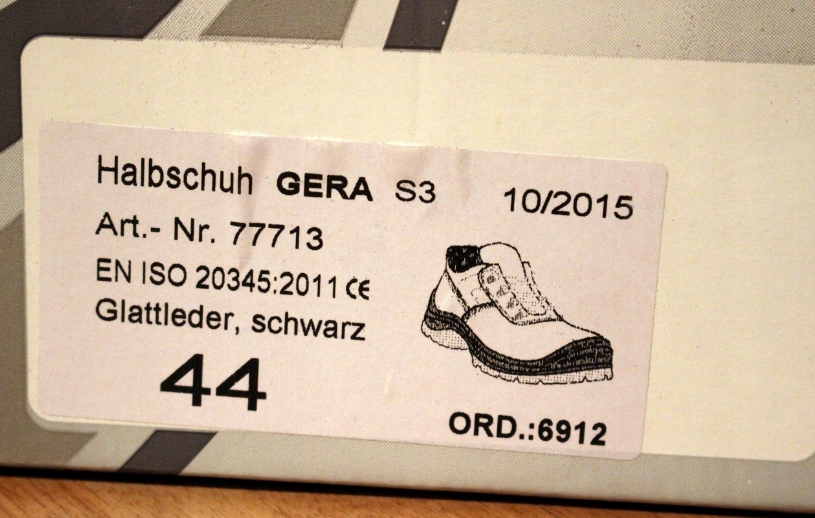 Halbschuh GERA S3 10/2015
Art.- Nr. 77713
EN ISO 20345:2011 CE
Glattleder, schwarz
44
ORD.:6912